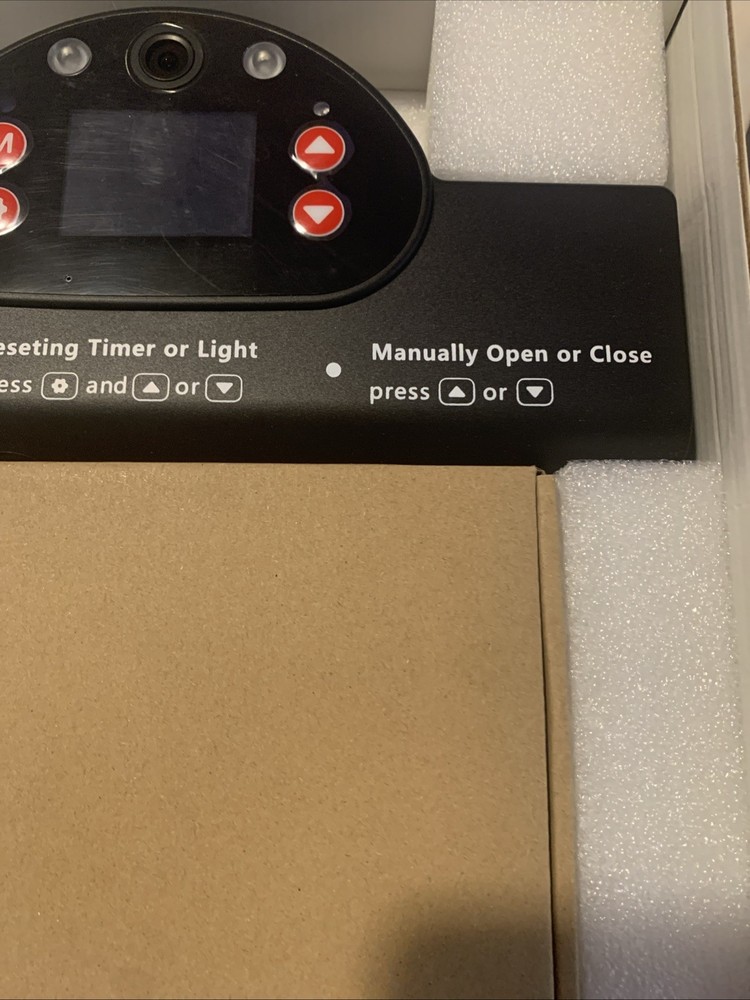 M
eseting Timer or Light
ess and or
Manually Open or Close
press or